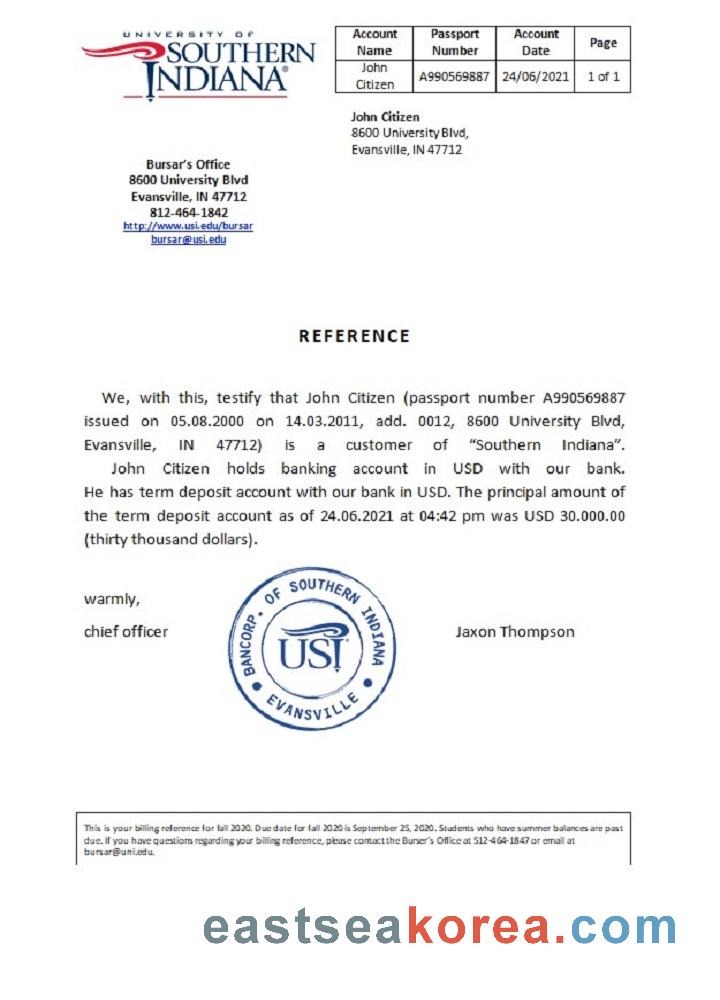 UNIVERSITY OF
SOUTHERN
INDIANA®
Account Name Passport Number Account Date Page
John Citizen A990569887 24/06/2021 1 of 1
John Citizen
8600 University Blvd,
Evansville, IN 47712
Bursar's Office
8600 University Blvd
Evansville, IN 47712
812-464-1842
http://www.usi.edu/bursar
bursar@usi.edu
REFERENCE
We, with this, testify that John Citizen (passport number A990569887
issued on 05.08.2000 on 14.03.2011, add. 0012, 8600 University Blvd,
Evansville, IN 47712) is a customer of “Southern Indiana”.
John Citizen holds banking account in USD with our bank.
He has term deposit account with our bank in USD. The principal amount of
the term deposit account as of 24.06.2021 at 04:42 pm was USD 30.000.00
(thirty thousand dollars).
warmly,
chief officer
BANCORP. OF SOUTHERN INDIANA
USI
EVANSVILLE
Jaxon Thompson
This is your billing reference for fall 2020. Due date for fall 2020 is September 25, 2020. Students who have summer balances are past
due. If you have questions regarding your billing reference, please contact the Burser's Office at 512-464-1847 or email at
bursar@uni.edu.
eastseakorea.com